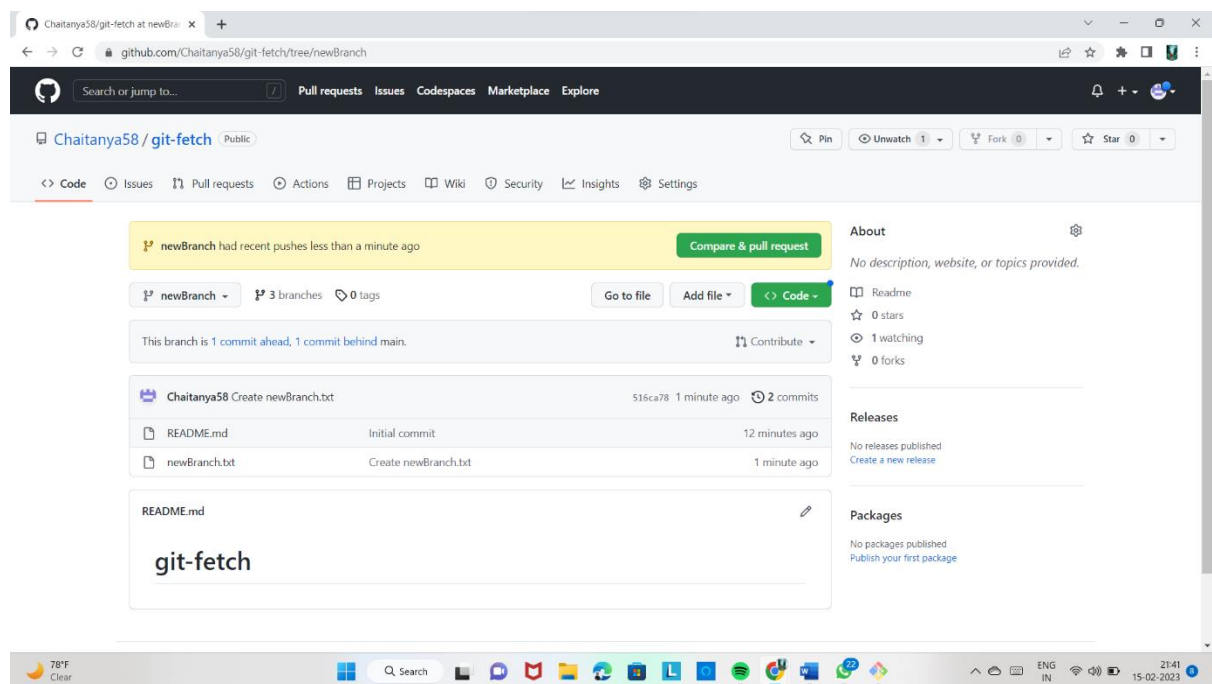 Chaitanya58/git-fetch at newBra
github.com/Chaitanya58/git-fetch/tree/newBranch
Search or jump to... / Pull requests Issues Codespaces Marketplace Explore
Chaitanya58 / git-fetch Public Pin Unwatch 1 Fork 0 Star 0
<> Code Issues Pull requests Actions Projects Wiki Security Insights Settings
newBranch had recent pushes less than a minute ago Compare & pull request
newBranch 3 branches 0 tags Go to file Add file <> Code
This branch is 1 commit ahead, 1 commit behind main. Contribute
Chaitanya58 Create newBranch.txt 516ca78 1 minute ago 2 commits
README.md Initial commit 12 minutes ago
newBranch.txt Create newBranch.txt 1 minute ago
README.md
git-fetch
About
No description, website, or topics provided.
Readme
0 stars
1 watching
0 forks
Releases
No releases published
Create a new release
Packages
No packages published
Publish your first package
78°F
Clear
Search
22
ENG
IN
21:41
15-02-2023
8